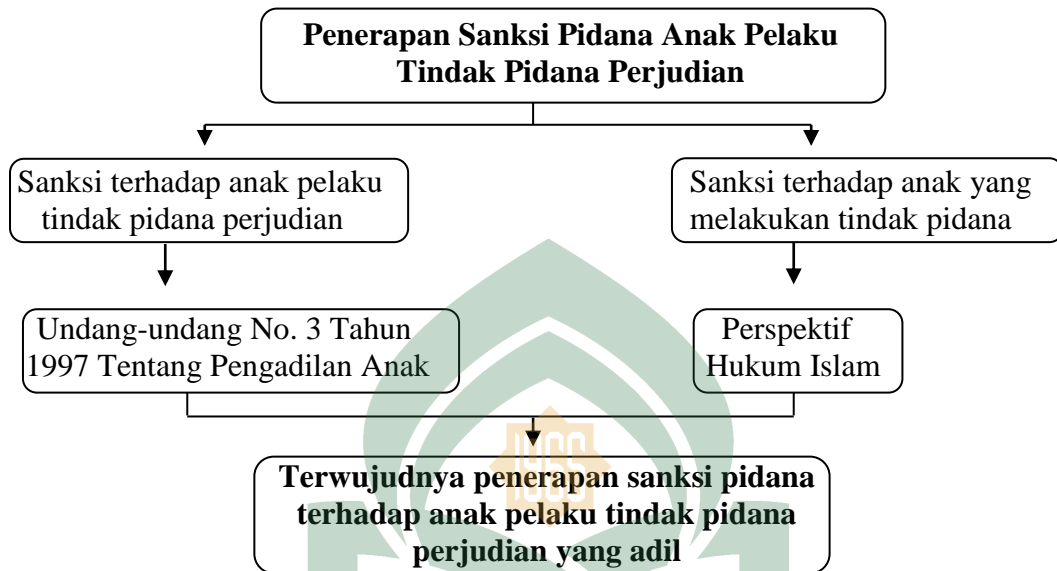 Penerapan Sanksi Pidana Anak Pelaku
Tindak Pidana Perjudian
Sanksi terhadap anak pelaku
tindak pidana perjudian
Sanksi terhadap anak yang
melakukan tindak pidana
Undang-undang No. 3 Tahun
1997 Tentang Pengadilan Anak
Perspektif
Hukum Islam
1965
Terwujudnya penerapan sanksi pidana
terhadap anak pelaku tindak pidana
perjudian yang adil